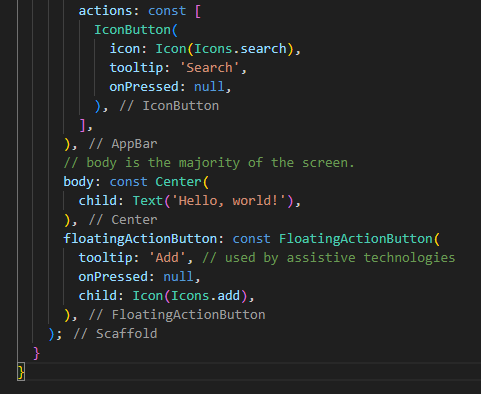 actions: const [
IconButton(
icon: Icon(Icons.search),
tooltip: 'Search',
onPressed: null,
), // IconButton
],
), // AppBar
// body is the majority of the screen.
body: const Center(
child: Text('Hello, world!'),
), // Center
floatingActionButton: const FloatingActionButton(
tooltip: 'Add', // used by assistive technologies
onPressed: null,
child: Icon(Icons.add),
), // FloatingActionButton
); // Scaffold
}
}